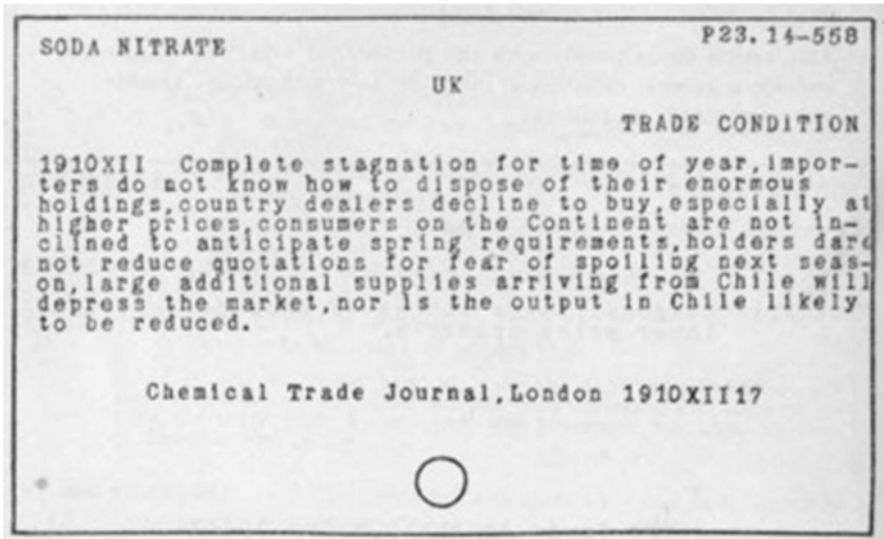 P23.14-558
SODA NITRATE
UK
TRADE CONDITION
1910XII Complete stagnation for time of year,impor-
ters do not know how to dispose of their enormous
holdings,country dealers decline to buy,especially at
higher prices,consumers on the Continent are not in-
clined to anticipate spring requirements,holders dare
not reduce quotations for fear of spoiling next seas-
on,large additional supplies arriving from Chile will
depress the market,nor is the output in Chile likely
to be reduced.
Chemical Trade Journal,London 1910XII17